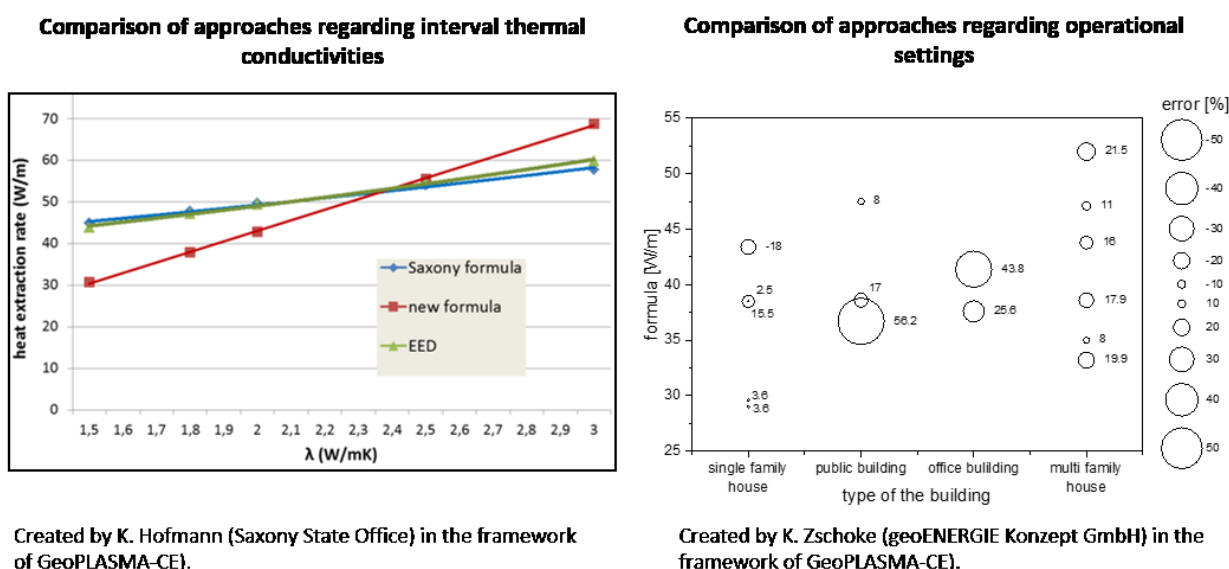 Comparison of approaches regarding interval thermal
conductivities
70
60
50
40
30
20
10
0
heat extraction rate (W/m)
Saxony formula
new formula
EED
1,5 1,6 1,7 1,8 1,9 2 2,1 2,2 2,3 2,4 2,5 2,6 2,7 2,8 2,9 3
λ (W/mK)
Created by K. Hofmann (Saxony State Office) in the framework
of GeoPLASMA-CE).
Comparison of approaches regarding operational
settings
error [%]
55
50
45
40
35
30
25
formula [W/m]
-18
2.5
15.5
3.6
3.6
8
17
56.2
43.8
25.6
21.5
11
16
17.9
8
19.9
-50
-40
-30
-20
-10
10
20
30
40
50
single family
house
public building
office bulilding
multi family
house
type of the building
Created by K. Zschoke (geoENERGIE Konzept GmbH) in the
framework of GeoPLASMA-CE).